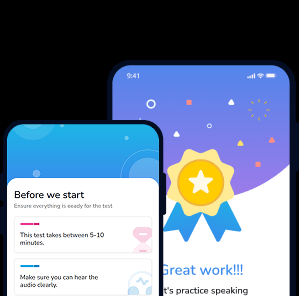 9:41
Great work!!!
t's practice speaking
Before we start
Ensure everything is ready for the test
This test takes between 5-10
minutes.
Make sure you can hear the
audio clearly.